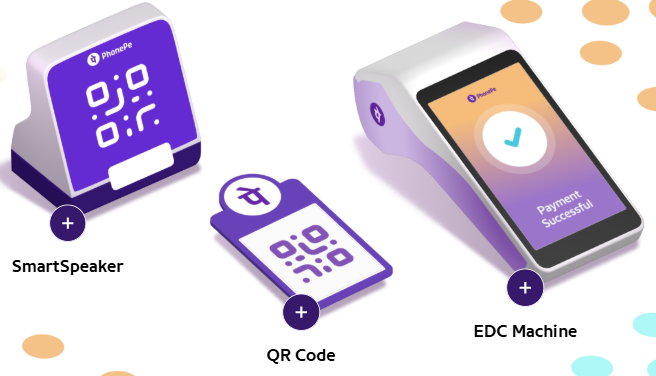 PhonePe
SmartSpeaker
पे
QR Code
पे
PhonePe
Payment
Successful
EDC Machine